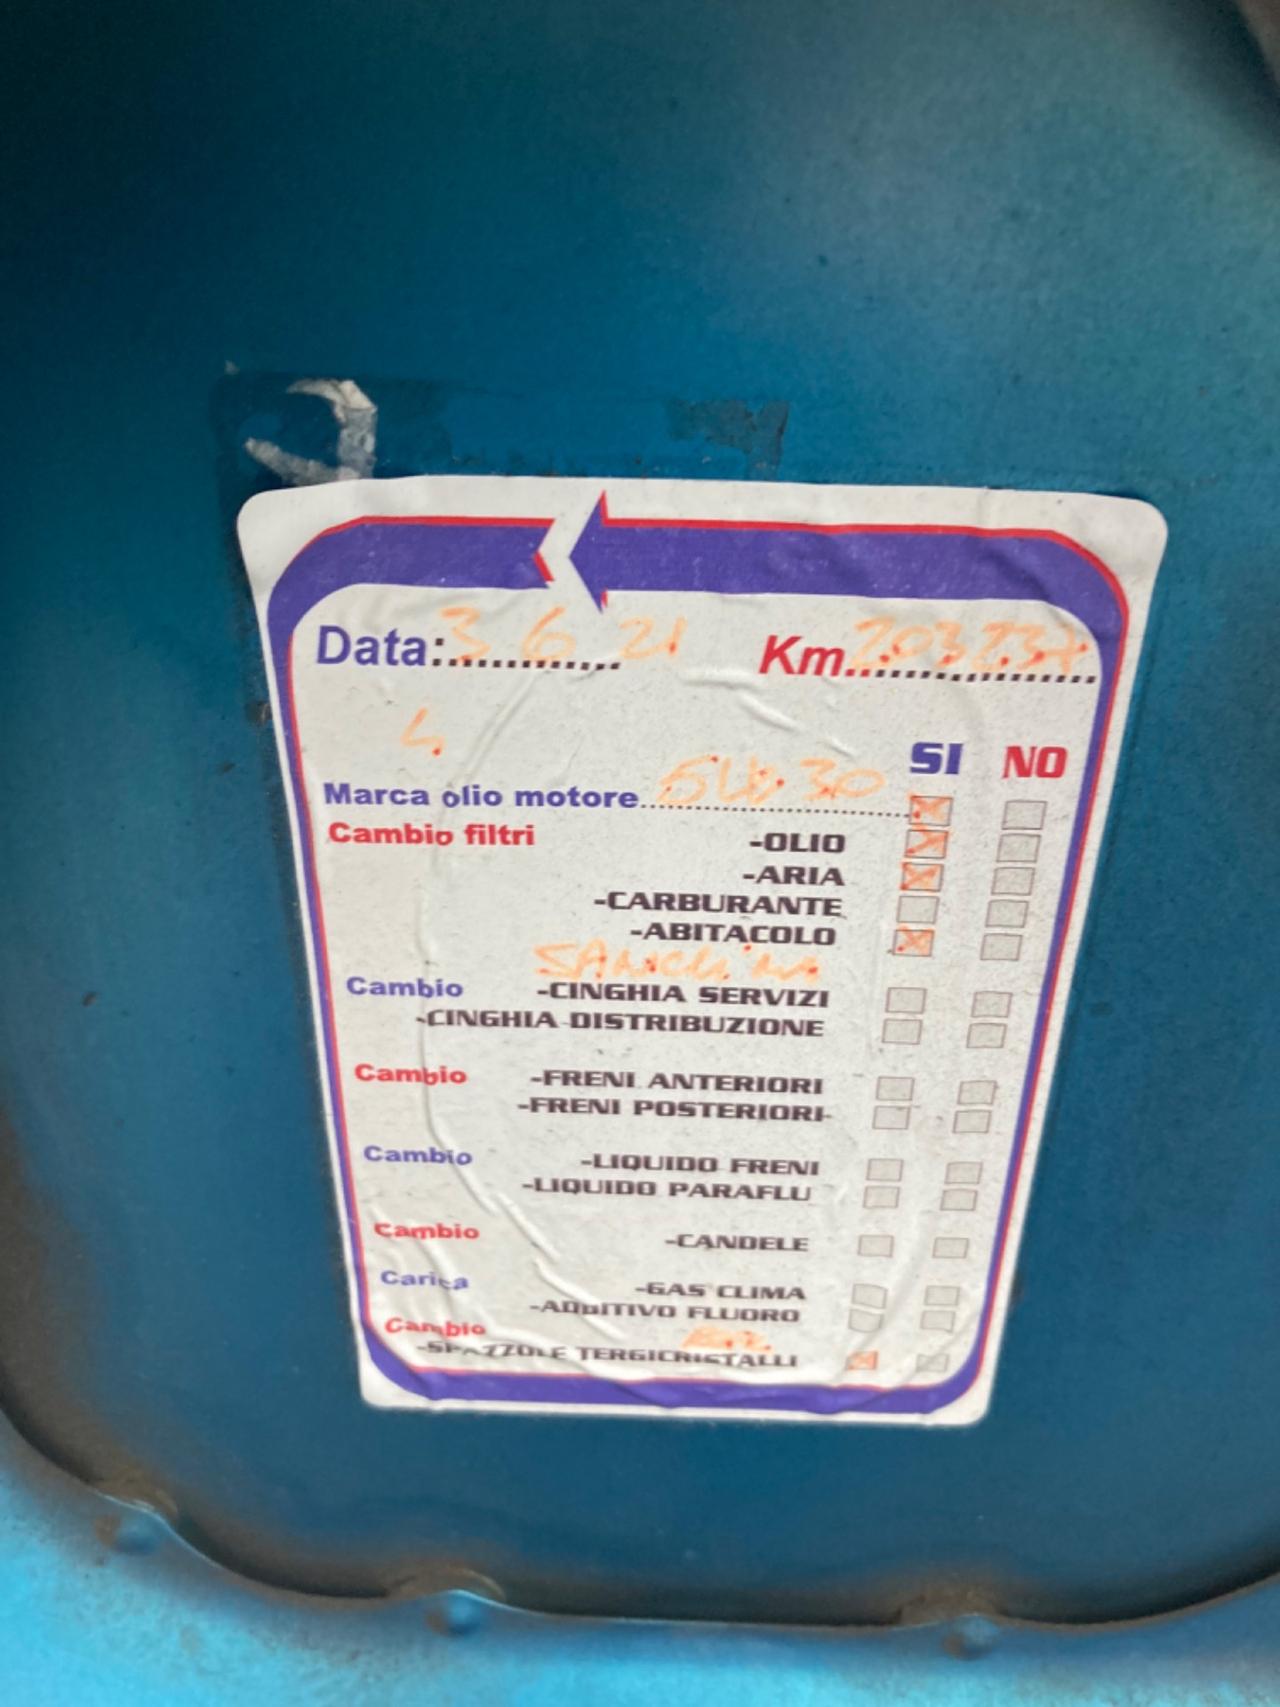 Data:............ 3 6 21 Km.................. 203237
4
SI NO
Marca olio motore.................... 5W30
Cambio filtri -OLIO
-ARIA
-CARBURANTE
-ABITACOLO
Cambio -CINGHIA SERVIZI
-CINGHIA DISTRIBUZIONE
Cambio -FRENI ANTERIORI
-FRENI POSTERIORI
Cambio -LIQUIDO FRENI
-LIQUIDO PARAFLU
Cambio -CANDELE
Carica -GAS CLIMA
-ADDITIVO FLUORO
Cambio
-SPAZZOLE TERGICRISTALLI